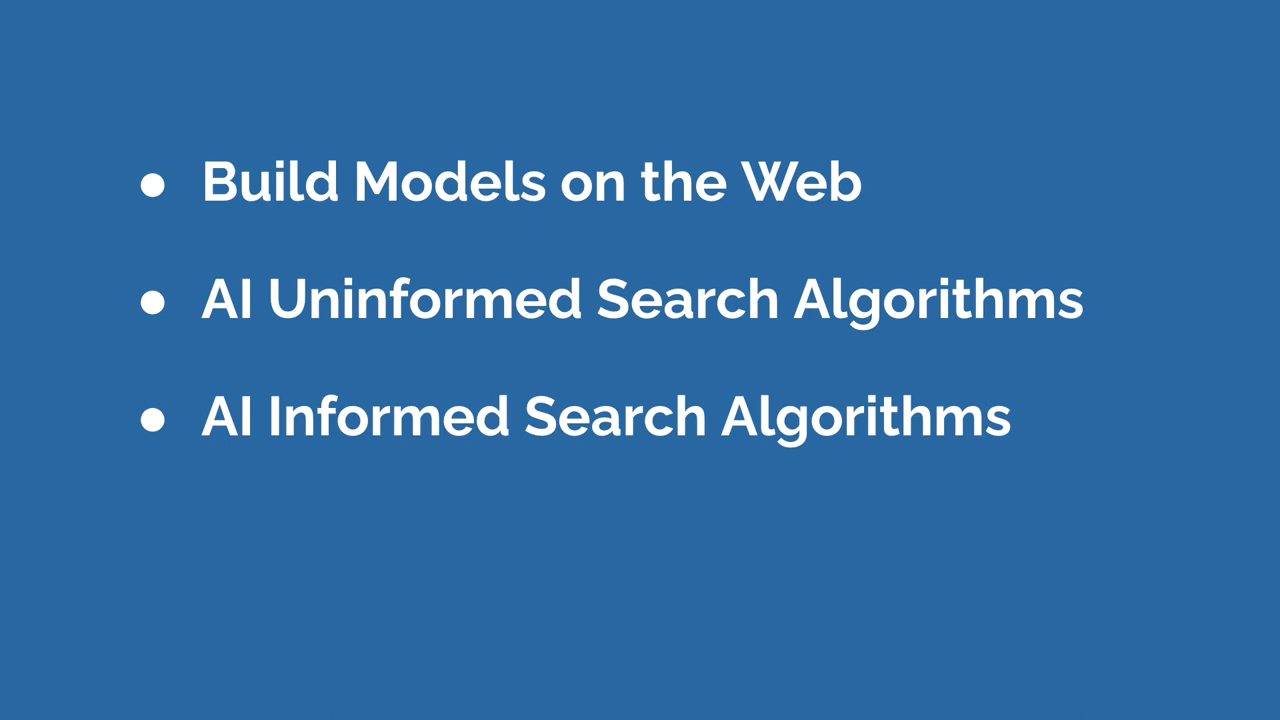 ● Build Models on the Web
● AI Uninformed Search Algorithms
● AI Informed Search Algorithms